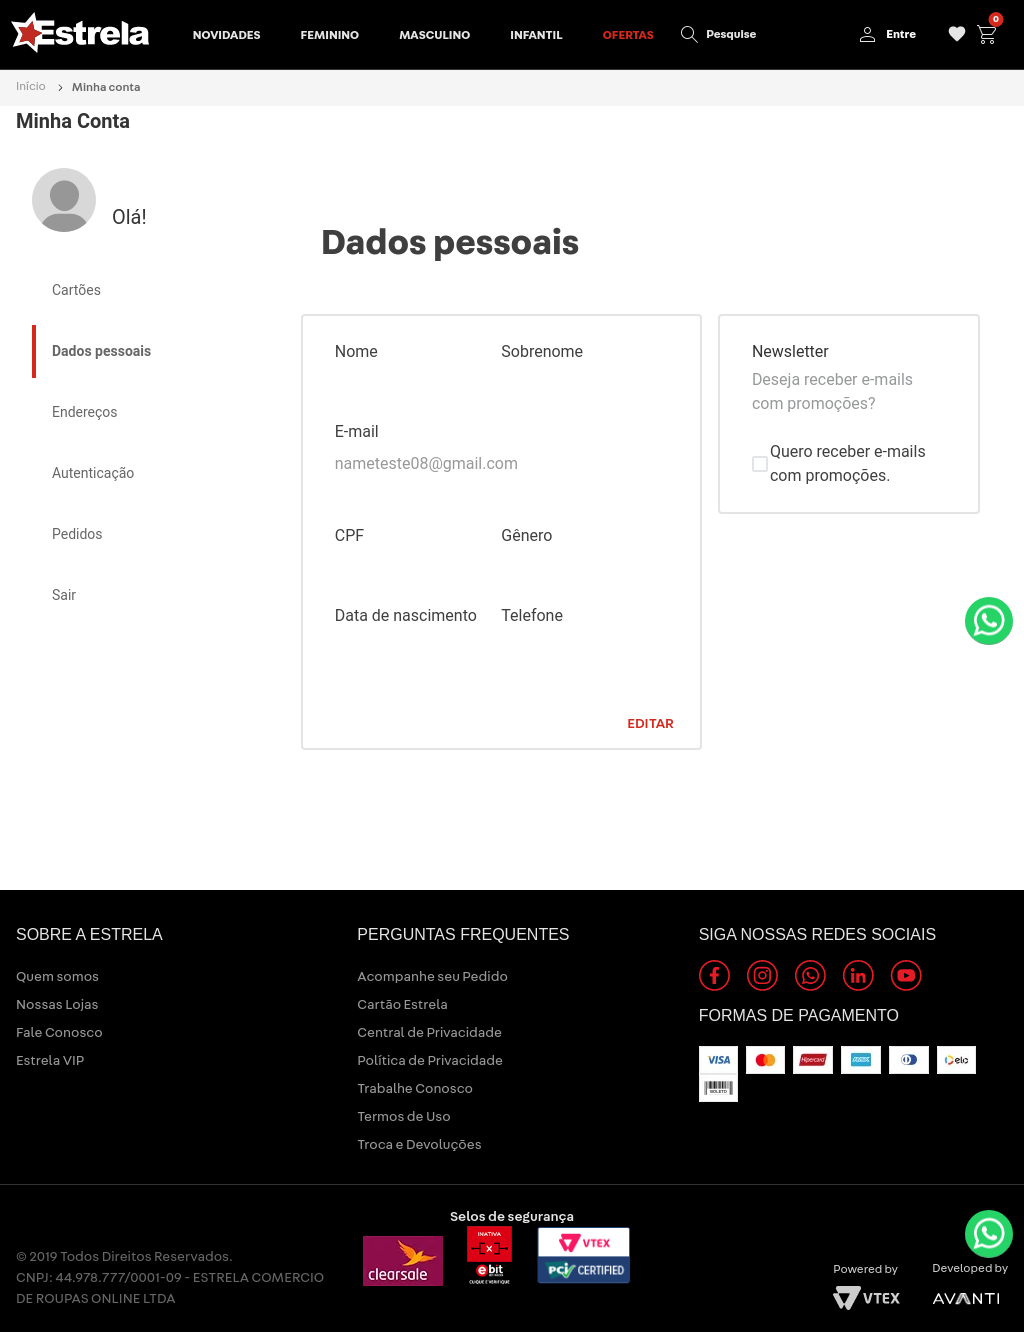 Estrela
NOVIDADES
FEMININO
MASCULINO
INFANTIL
OFERTAS
Pesquise
Entre
0
Início
Minha conta
Minha Conta
Olá!
Cartões
Dados pessoais
Endereços
Autenticação
Pedidos
Sair
Dados pessoais
Nome
Sobrenome
E-mail
nameteste08@gmail.com
CPF
Gênero
Data de nascimento
Telefone
EDITAR
Newsletter
Deseja receber e-mails
com promoções?
Quero receber e-mails
com promoções.
SOBRE A ESTRELA
Quem somos
Nossas Lojas
Fale Conosco
Estrela VIP
PERGUNTAS FREQUENTES
Acompanhe seu Pedido
Cartão Estrela
Central de Privacidade
Política de Privacidade
Trabalhe Conosco
Termos de Uso
Troca e Devoluções
SIGA NOSSAS REDES SOCIAIS
FORMAS DE PAGAMENTO
VISA
Hipercard
elo
BOLETO
Selos de segurança
© 2019 Todos Direitos Reservados.
CNPJ: 44.978.777/0001-09 - ESTRELA COMERCIO
DE ROUPAS ONLINE LTDA
clearsale
INATIVA
X
ebit
CLIQUE E VERIFIQUE
VTEX
PCI CERTIFIED
Powered by
VTEX
Developed by
AVANTI